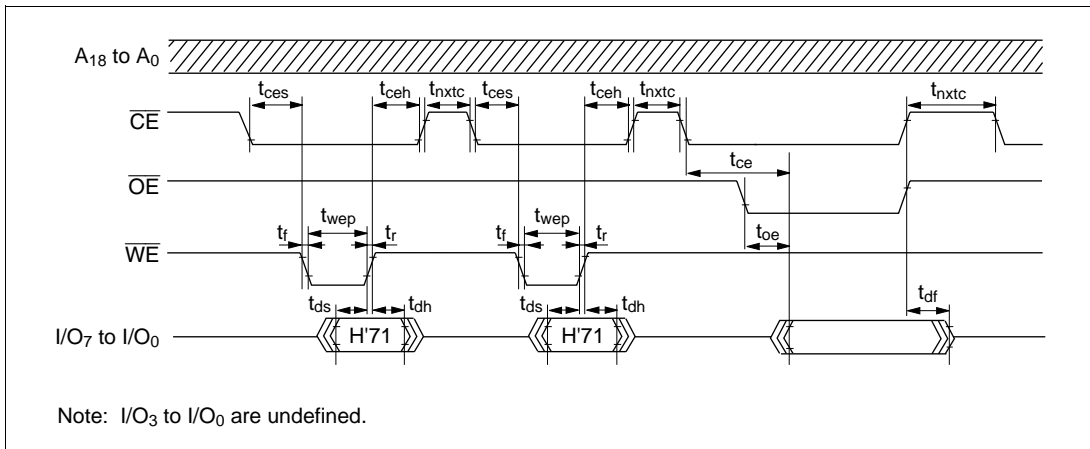 A18 to A0
tces tceh tnxtc tces tceh tnxtc tnxtc
CE
tce
OE
twep twep
tf tr tf tr toe
WE
tds tdh tds tdh tdf
I/O7 to I/O0 H'71 H'71
Note: I/O3 to I/O0 are undefined.